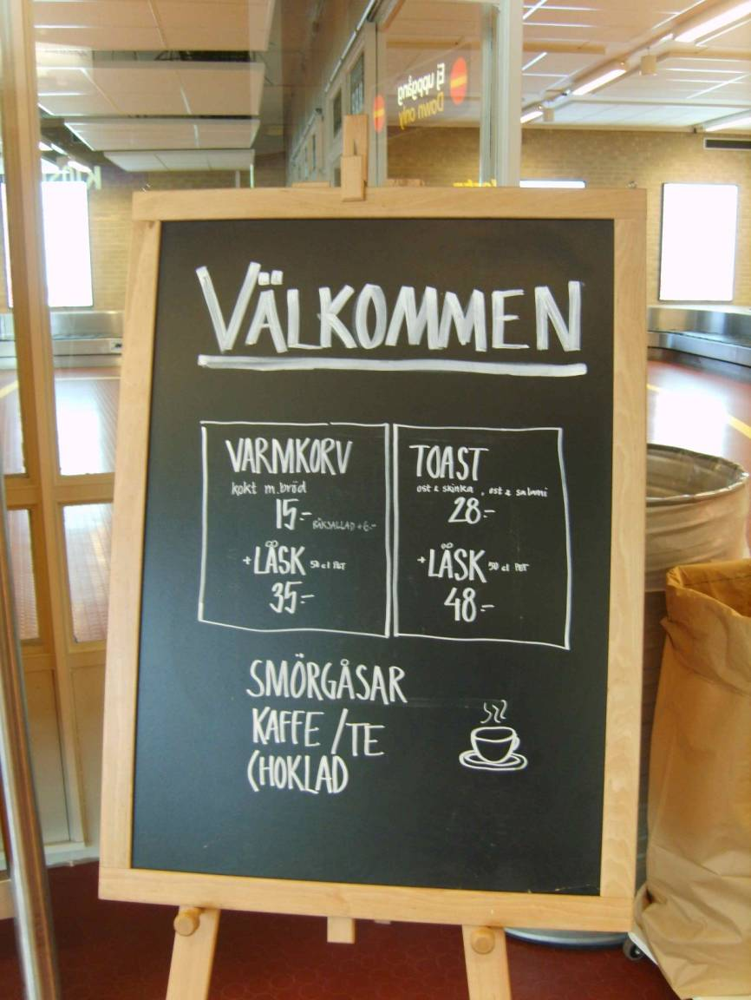 Ej uppgång
Down only
VÄLKOMMEN
VARMKORV
kokt m. bröd
15:-
RÄKSALLAD +6:-
+LÄSK 50 cl PET
35:-
TOAST
ost & skinka, ost & salami
28:-
+LÄSK 50 cl PET
48:-
SMÖRGÅSAR
KAFFE / TE
CHOKLAD